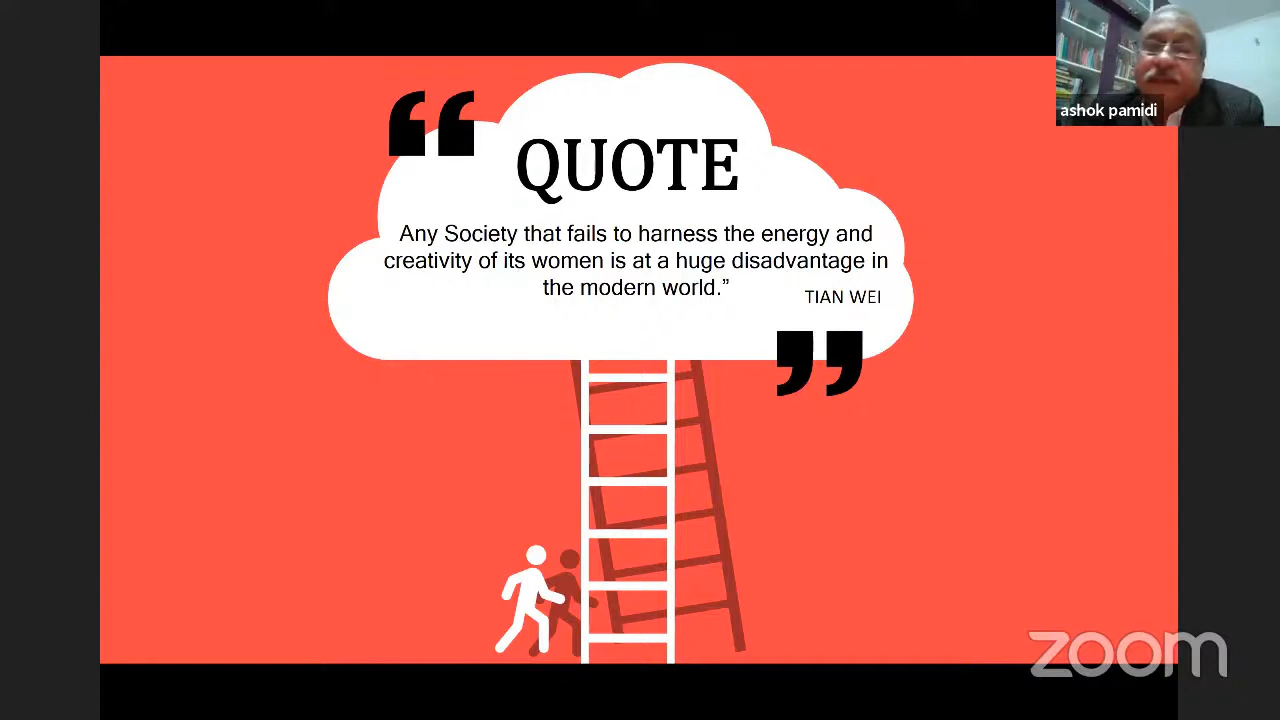 ashok pamidi
“
QUOTE
Any Society that fails to harness the energy and
creativity of its women is at a huge disadvantage in
the modern world.”
TIAN WEI
”
zoom